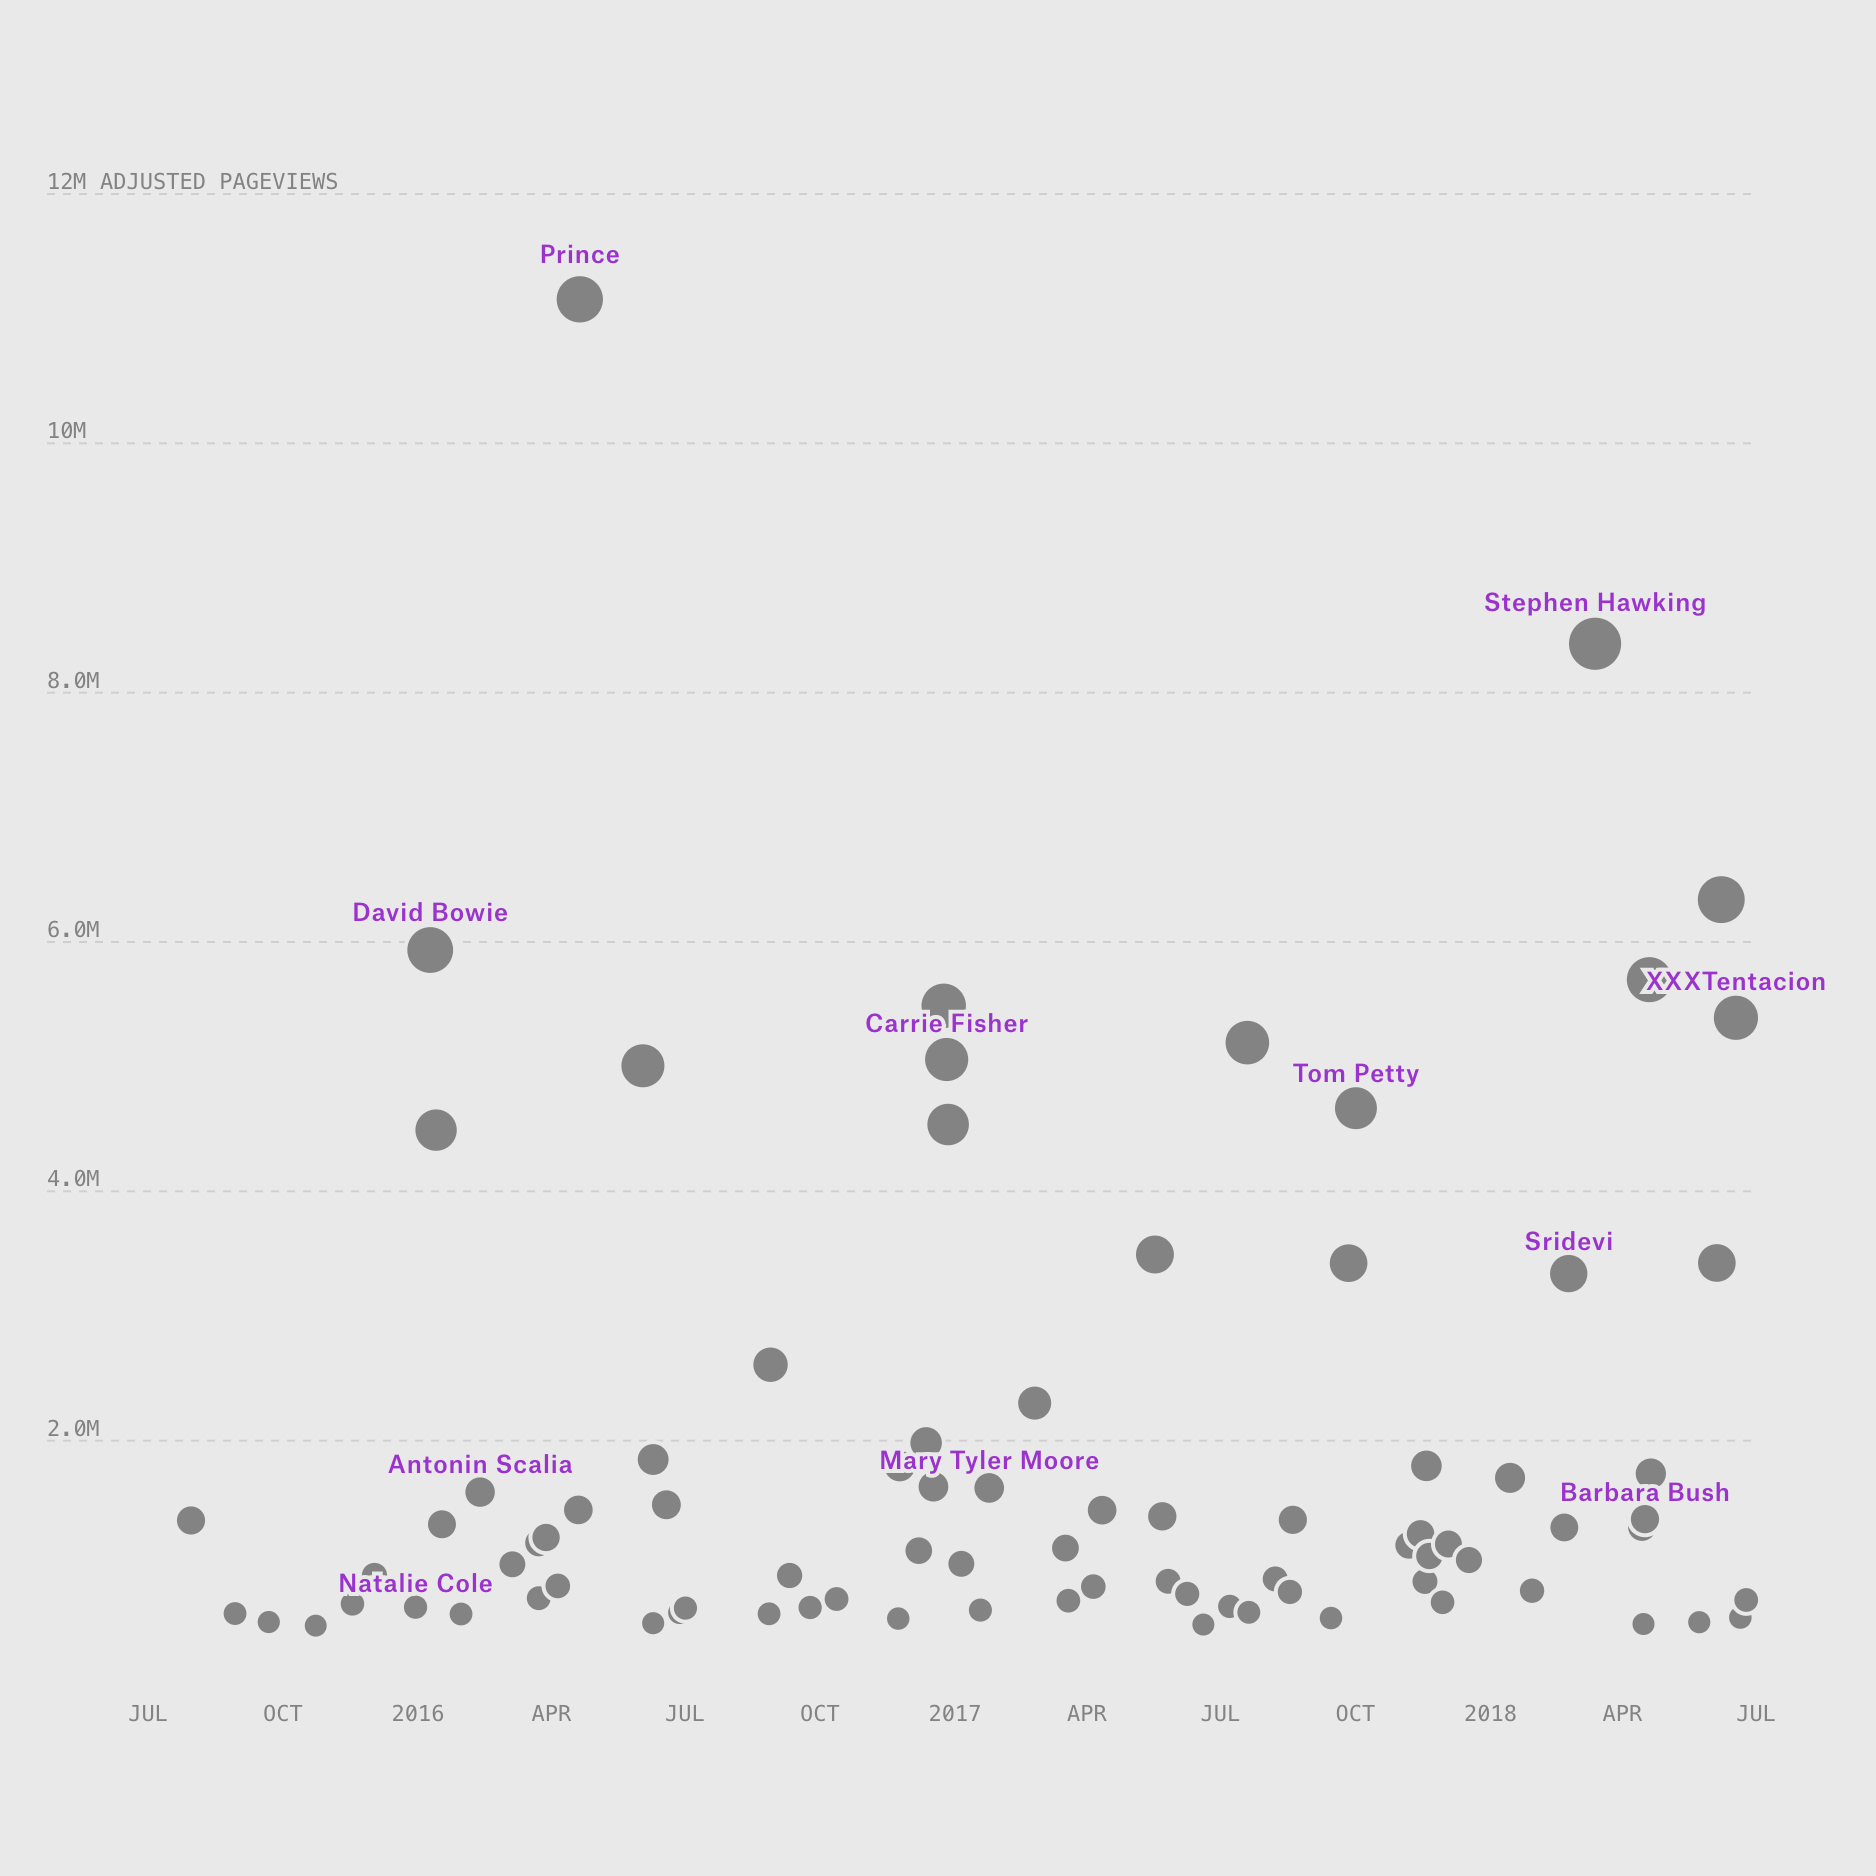 12M ADJUSTED PAGEVIEWS
Prince
10M
Stephen Hawking
8.0M
David Bowie
6.0M
XXXTentacion
Carrie Fisher
Tom Petty
4.0M
Sridevi
2.0M
Antonin Scalia
Mary Tyler Moore
Barbara Bush
Natalie Cole
JUL OCT 2016 APR JUL OCT 2017 APR JUL OCT 2018 APR JUL